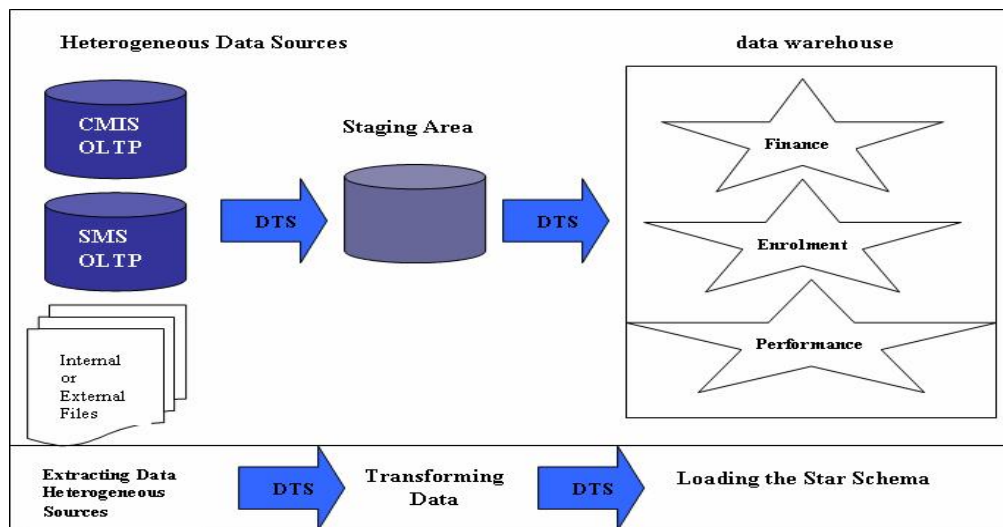 Heterogeneous Data Sources
data warehouse
CMIS
OLTP
SMS
OLTP
Internal
or
External
Files
DTS
Staging Area
DTS
Finance
Enrolment
Performance
Extracting Data
Heterogeneous
Sources
DTS
Transforming
Data
DTS
Loading the Star Schema